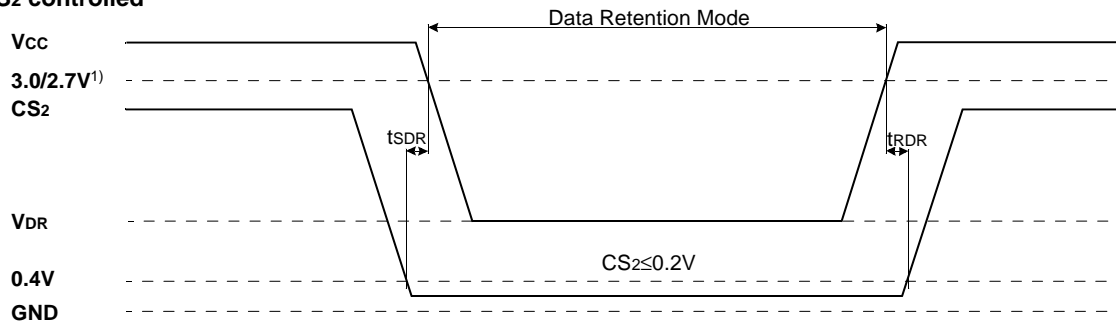 S2 controlled
Data Retention Mode
VCC
3.0/2.7V1)
CS2
tSDR
tRDR
VDR
CS2≤0.2V
0.4V
GND